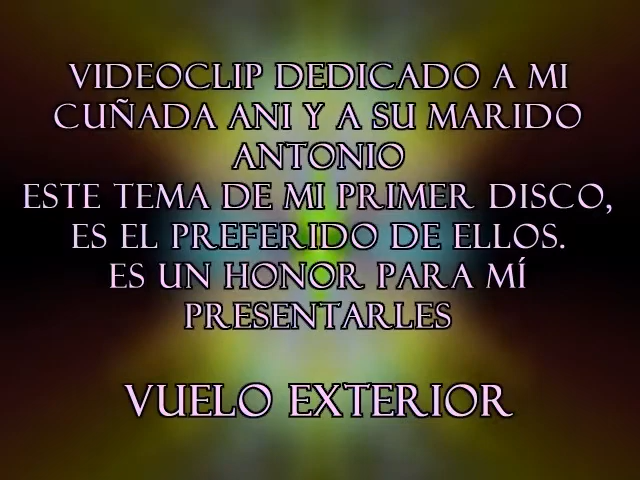 VIDEOCLIP DEDICADO A MI
CUÑADA ANI Y A SU MARIDO
ANTONIO
ESTE TEMA DE MI PRIMER DISCO,
ES EL PREFERIDO DE ELLOS.
ES UN HONOR PARA MÍ
PRESENTARLES
VUELO EXTERIOR